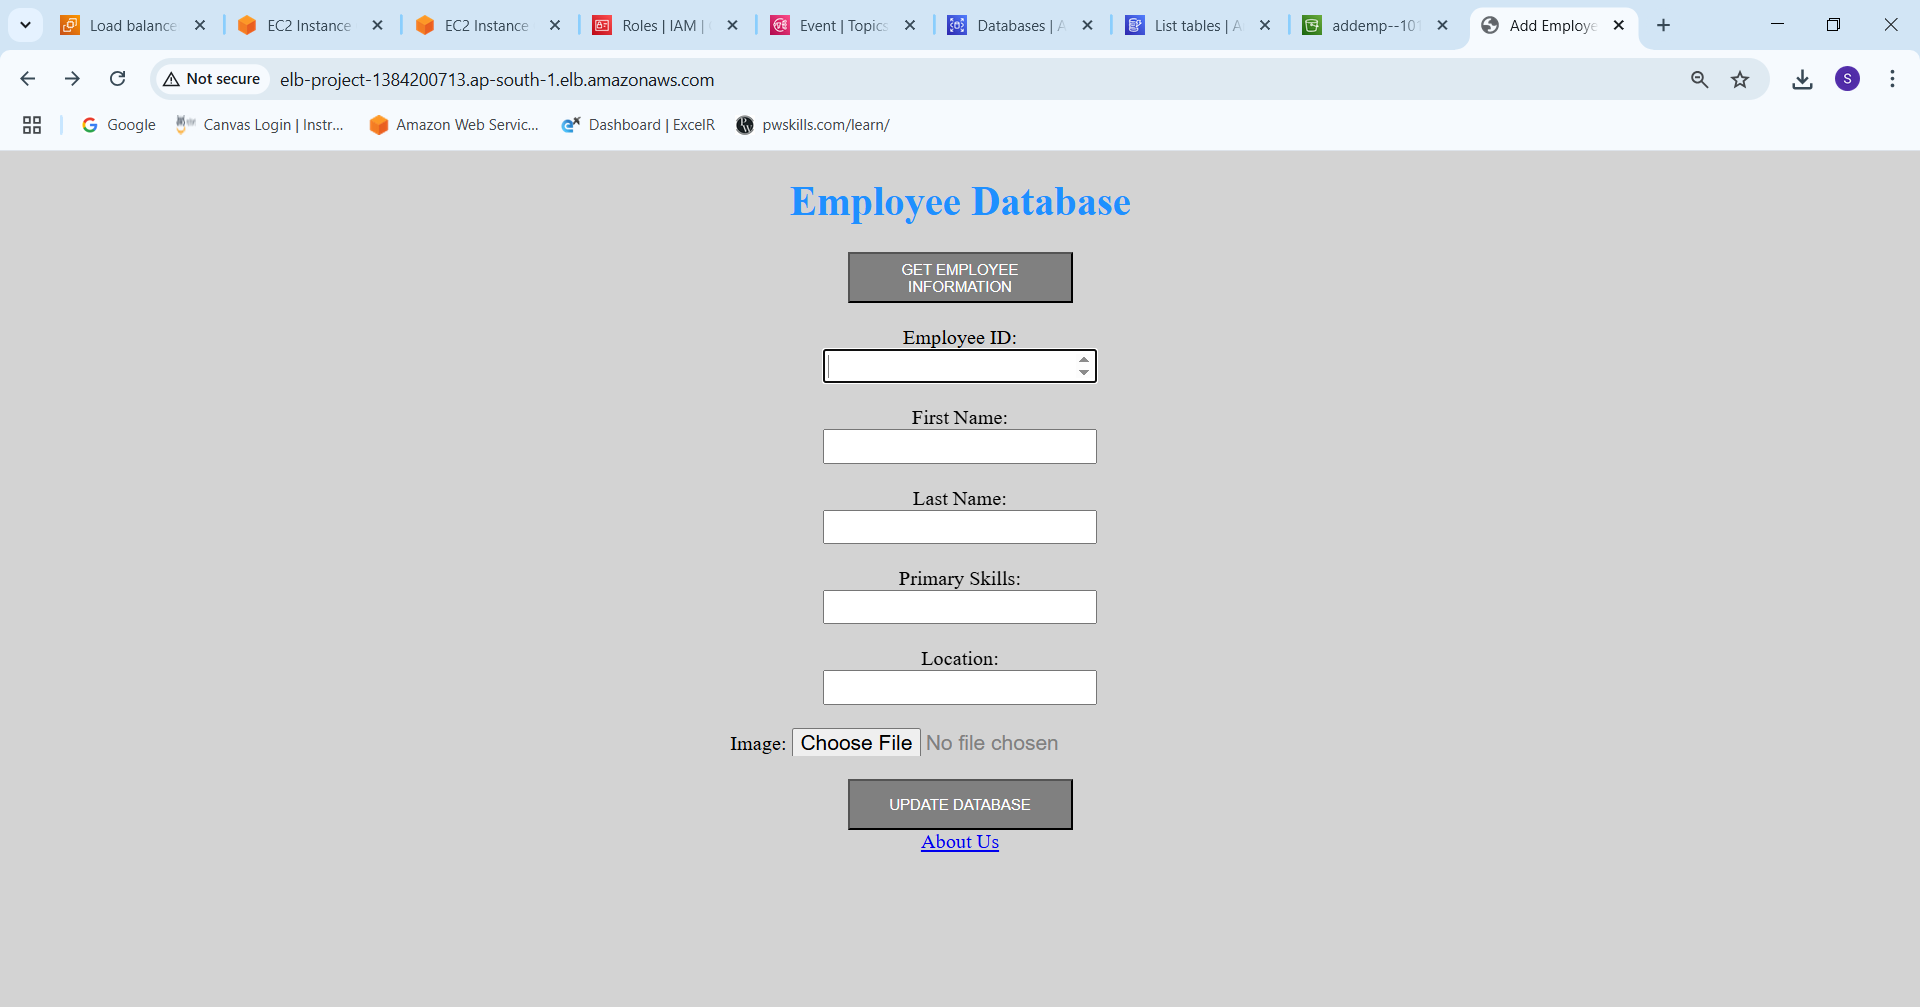 Load balance
EC2 Instance
EC2 Instance
Roles | IAM |
Event | Topics
Databases | A
List tables | A
addemp--101
Add Employe
Not secure
elb-project-1384200713.ap-south-1.elb.amazonaws.com
S
Google
Canvas Login | Instr...
Amazon Web Servic...
Dashboard | ExcelR
pwskills.com/learn/
Employee Database
GET EMPLOYEE
INFORMATION
Employee ID:
First Name:
Last Name:
Primary Skills:
Location:
Image: Choose File No file chosen
UPDATE DATABASE
About Us